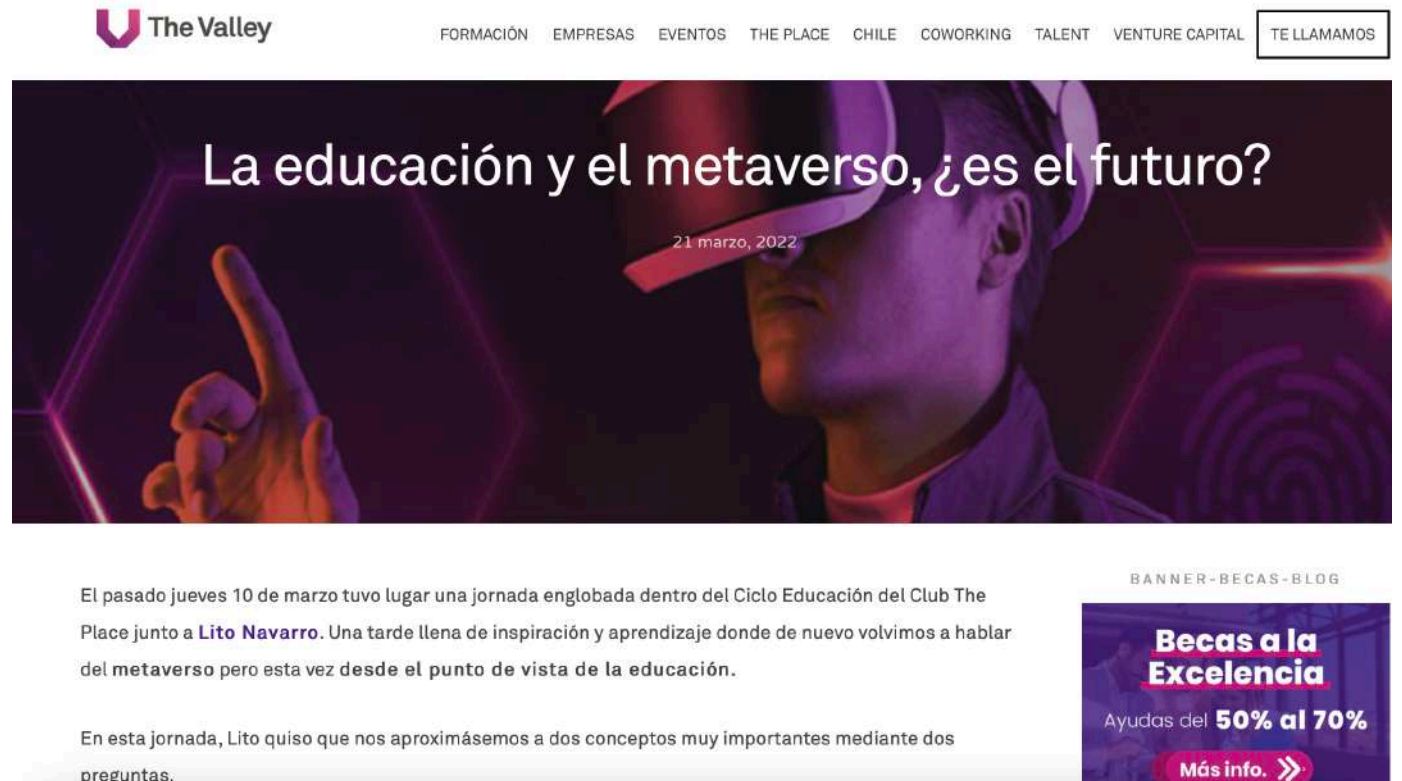 The Valley
FORMACIÓN EMPRESAS EVENTOS THE PLACE CHILE COWORKING TALENT VENTURE CAPITAL TE LLAMAMOS
La educación y el metaverso, ¿es el futuro?
21 marzo, 2022
El pasado jueves 10 de marzo tuvo lugar una jornada englobada dentro del Ciclo Educación del Club The
Place junto a Lito Navarro. Una tarde llena de inspiración y aprendizaje donde de nuevo volvimos a hablar
del metaverso pero esta vez desde el punto de vista de la educación.
En esta jornada, Lito quiso que nos aproximásemos a dos conceptos muy importantes mediante dos
preguntas.
BANNER-BECAS-BLOG
Becas a la
Excelencia
Ayudas del 50% al 70%
Más info.